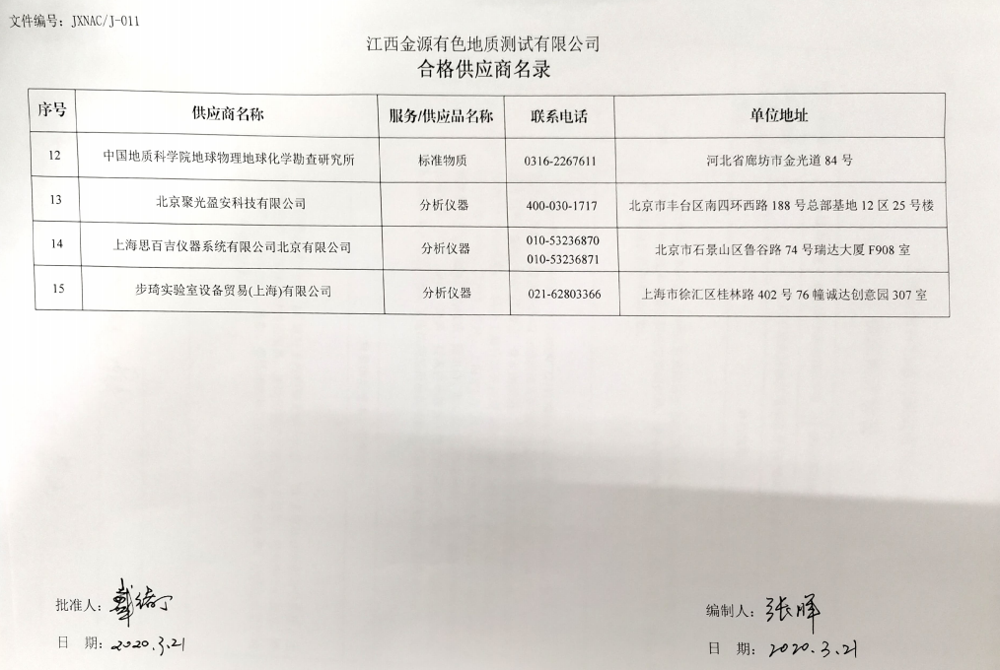 文件编号：JXNAC/J-011
江西金源有色地质测试有限公司
合格供应商名录
序号 供应商名称 服务/供应品名称 联系电话 单位地址
12 中国地质科学院地球物理地球化学勘查研究所 标准物质 0316-2267611 河北省廊坊市金光道 84 号
13 北京聚光盈安科技有限公司 分析仪器 400-030-1717 北京市丰台区南四环西路 188 号总部基地 12 区 25 号楼
14 上海思百吉仪器系统有限公司北京有限公司 分析仪器 010-53236870 北京市石景山区鲁谷路 74 号瑞达大厦 F908 室
010-53236871
15 步琦实验室设备贸易(上海)有限公司 分析仪器 021-62803366 上海市徐汇区桂林路 402 号 76 幢诚达创意园 307 室
批准人： 戴 编制人：张晖
日 期：2020.3.21 日 期：2020.3.21